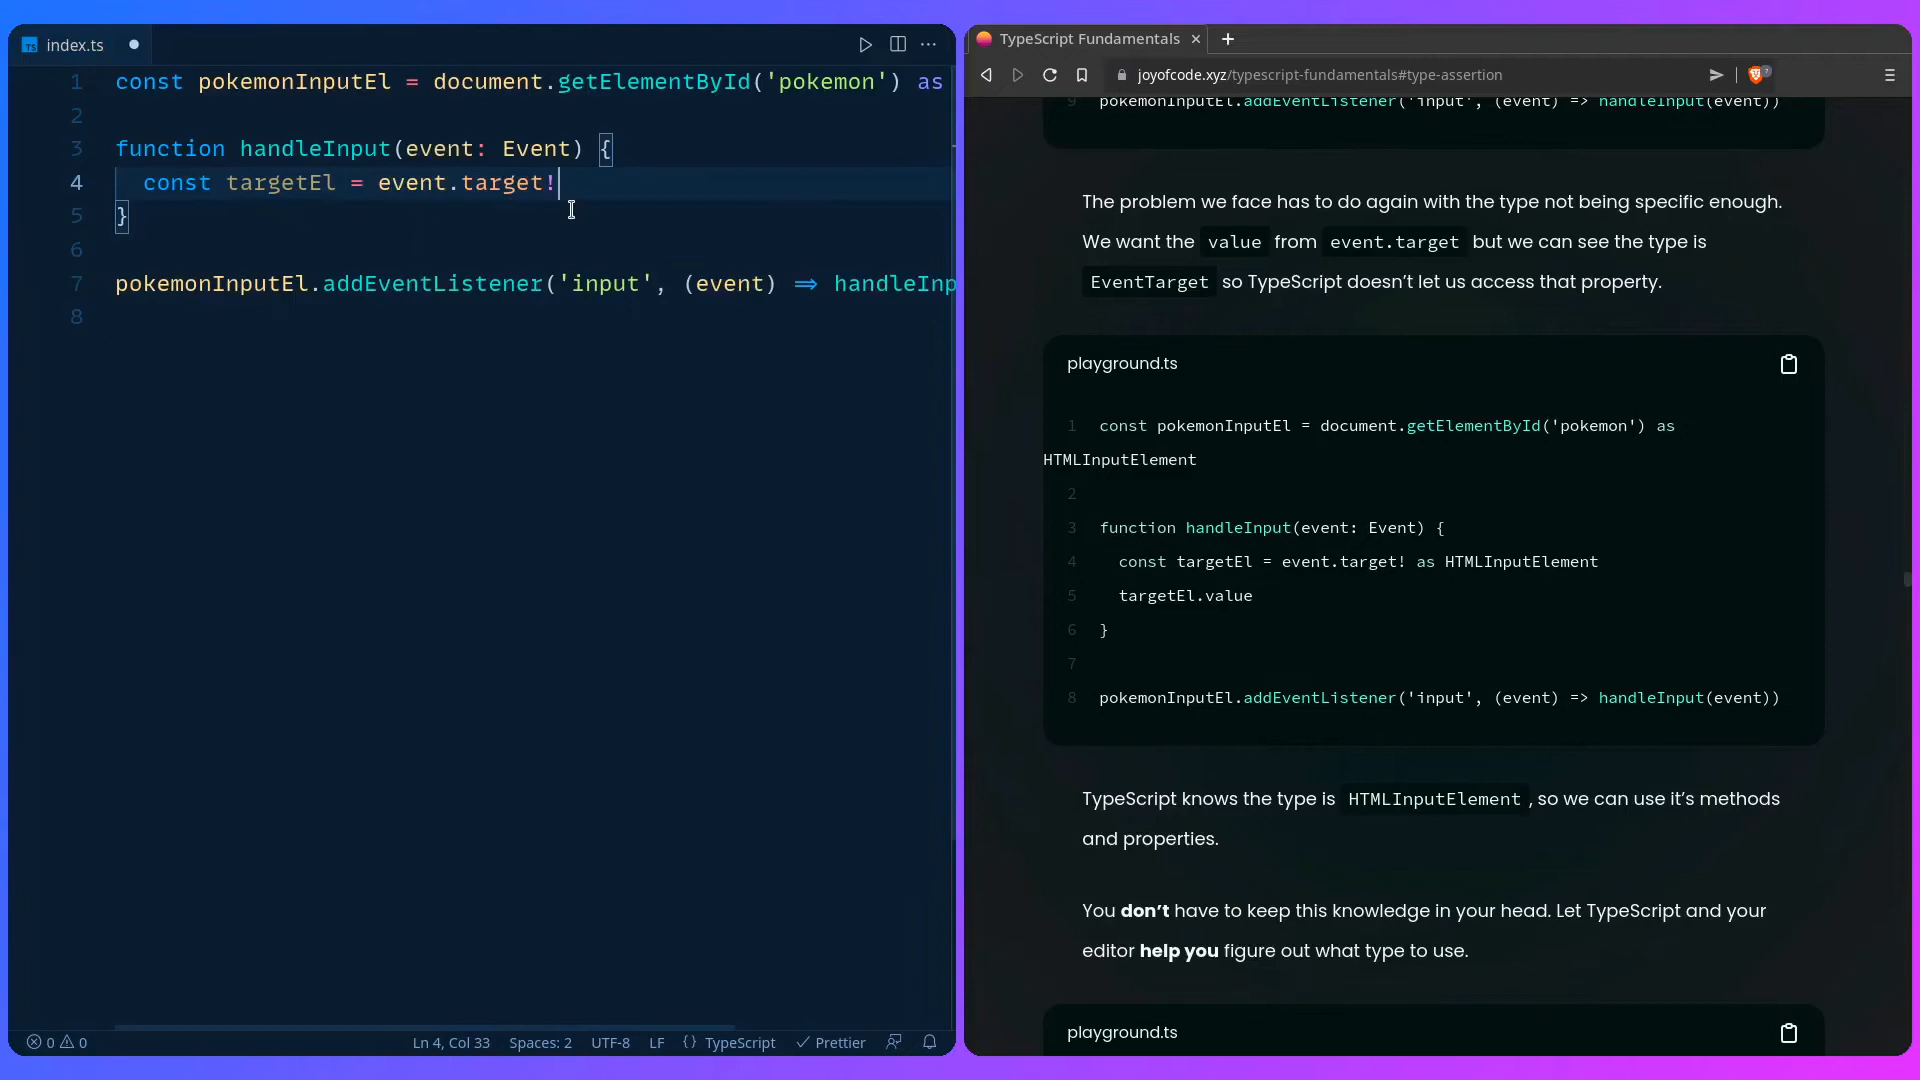 TS index.ts
1 const pokemonInputEl = document.getElementById('pokemon') as
2
3 function handleInput(event: Event) {
4 const targetEl = event.target!
5 }
6
7 pokemonInputEl.addEventListener('input', (event) => handleInp
8
0 0
Ln 4, Col 33 Spaces: 2 UTF-8 LF {} TypeScript Prettier
TypeScript Fundamentals
joyofcode.xyz/typescript-fundamentals#type-assertion
9 pokemonInputEl.addEventListener('input', (event) => handleInput(event))
The problem we face has to do again with the type not being specific enough.
We want the value from event.target but we can see the type is
EventTarget so TypeScript doesn’t let us access that property.
playground.ts
1 const pokemonInputEl = document.getElementById('pokemon') as
HTMLInputElement
2
3 function handleInput(event: Event) {
4 const targetEl = event.target! as HTMLInputElement
5 targetEl.value
6 }
7
8 pokemonInputEl.addEventListener('input', (event) => handleInput(event))
TypeScript knows the type is HTMLInputElement , so we can use it’s methods
and properties.
You don’t have to keep this knowledge in your head. Let TypeScript and your
editor help you figure out what type to use.
playground.ts